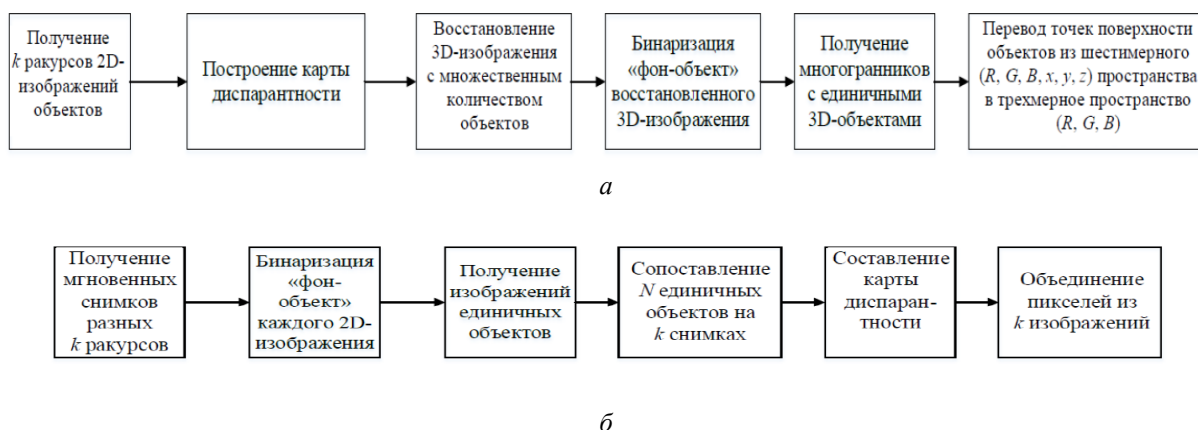 Получение
k ракурсов 2D-
изображений
объектов
Построение карты
диспарантности
Восстановление
3D-изображения
с множественным
количеством
объектов
Бинаризация
«фон-объект»
восстановленного
3D-изображения
Получение
многогранников
с единичными
3D-объектами
Перевод точек поверхности
объектов из шестимерного
(R, G, B, x, y, z) пространства
в трехмерное пространство
(R, G, B)
а
Получение
мгновенных
снимков
разных
k ракурсов
Бинаризация
«фон-
объект»
каждого 2D-
изображения
Получение
изображений
единичных
объектов
Сопоставление
N единичных
объектов на
k снимках
Составление
карты
диспаран-
тности
Объединение
пикселей из
k изображений
б